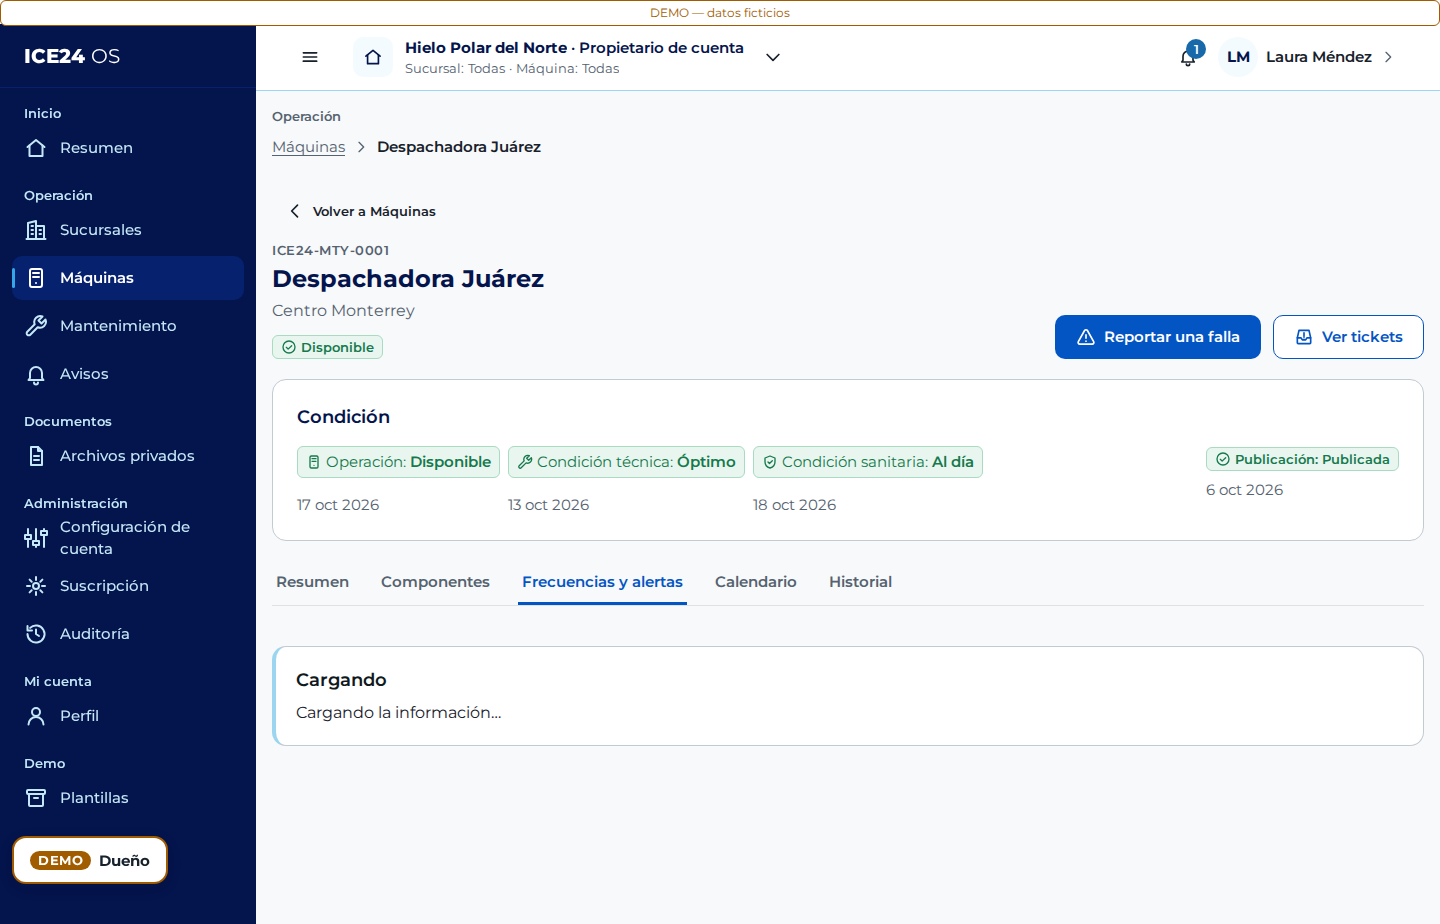 DEMO — datos ficticios
ICE24 OS
Inicio
Resumen
Operación
Sucursales
Máquinas
Mantenimiento
Avisos
Documentos
Archivos privados
Administración
Configuración de
cuenta
Suscripción
Auditoría
Mi cuenta
Perfil
Demo
Plantillas
DEMO Dueño
Hielo Polar del Norte · Propietario de cuenta
Sucursal: Todas · Máquina: Todas
1
LM Laura Méndez
Operación
Máquinas Despachadora Juárez
Volver a Máquinas
ICE24-MTY-0001
Despachadora Juárez
Centro Monterrey
Disponible
Reportar una falla
Ver tickets
Condición
Operación: Disponible
17 oct 2026
Condición técnica: Óptimo
13 oct 2026
Condición sanitaria: Al día
18 oct 2026
Publicación: Publicada
6 oct 2026
Resumen Componentes Frecuencias y alertas Calendario Historial
Cargando
Cargando la información...